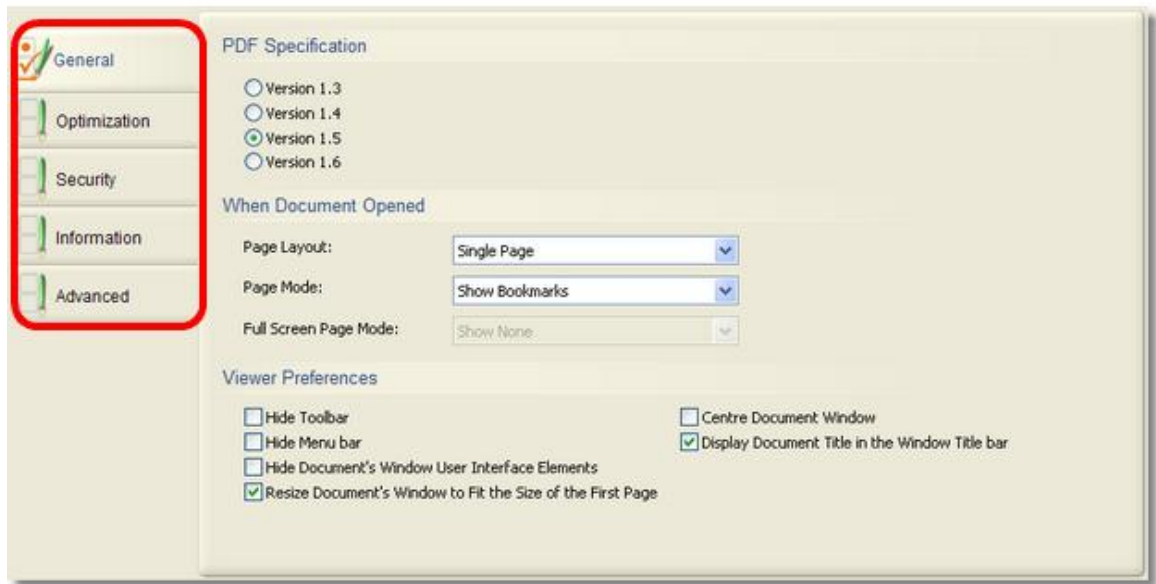 General
Optimization
Security
Information
Advanced
PDF Specification
Version 1.3
Version 1.4
Version 1.5
Version 1.6
When Document Opened
Page Layout: Single Page
Page Mode: Show Bookmarks
Full Screen Page Mode: Show None
Viewer Preferences
Hide Toolbar
Hide Menu bar
Hide Document's Window User Interface Elements
Resize Document's Window to Fit the Size of the First Page
Centre Document Window
Display Document Title in the Window Title bar